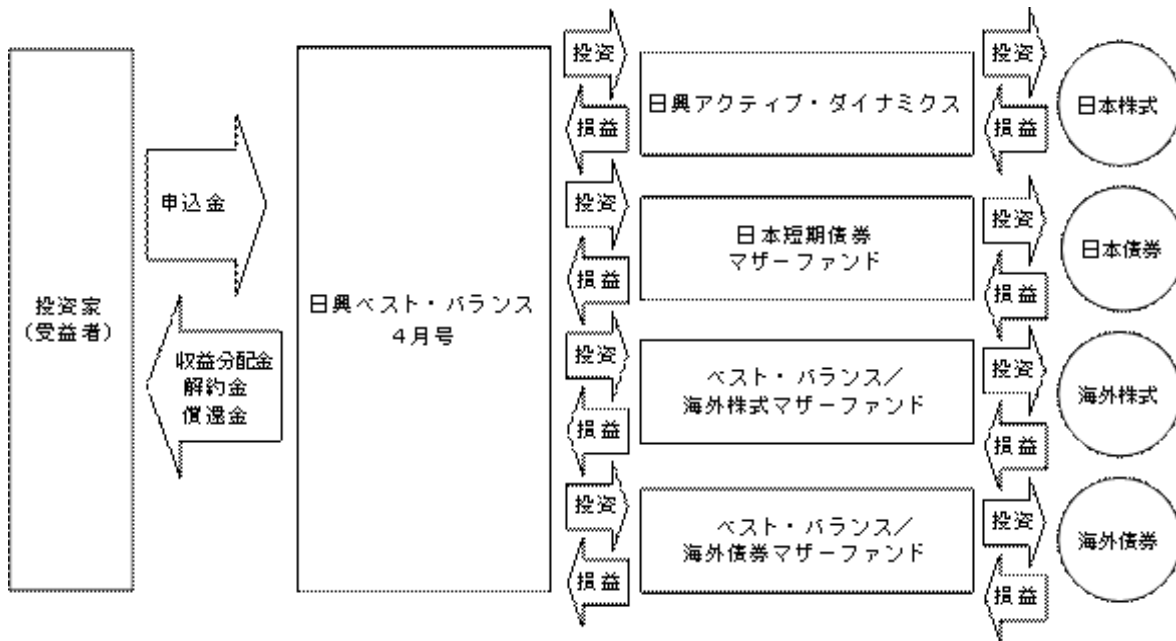 投資家
（受益者）
申込金
収益分配金
解約金
償還金
日興ベスト・バランス
４月号
投資
損益
日興アクティブ・ダイナミクス
投資
損益
日本株式
投資
損益
日本短期債券
マザーファンド
投資
損益
日本債券
投資
損益
ベスト・バランス／
海外株式マザーファンド
投資
損益
海外株式
投資
損益
ベスト・バランス／
海外債券マザーファンド
投資
損益
海外債券